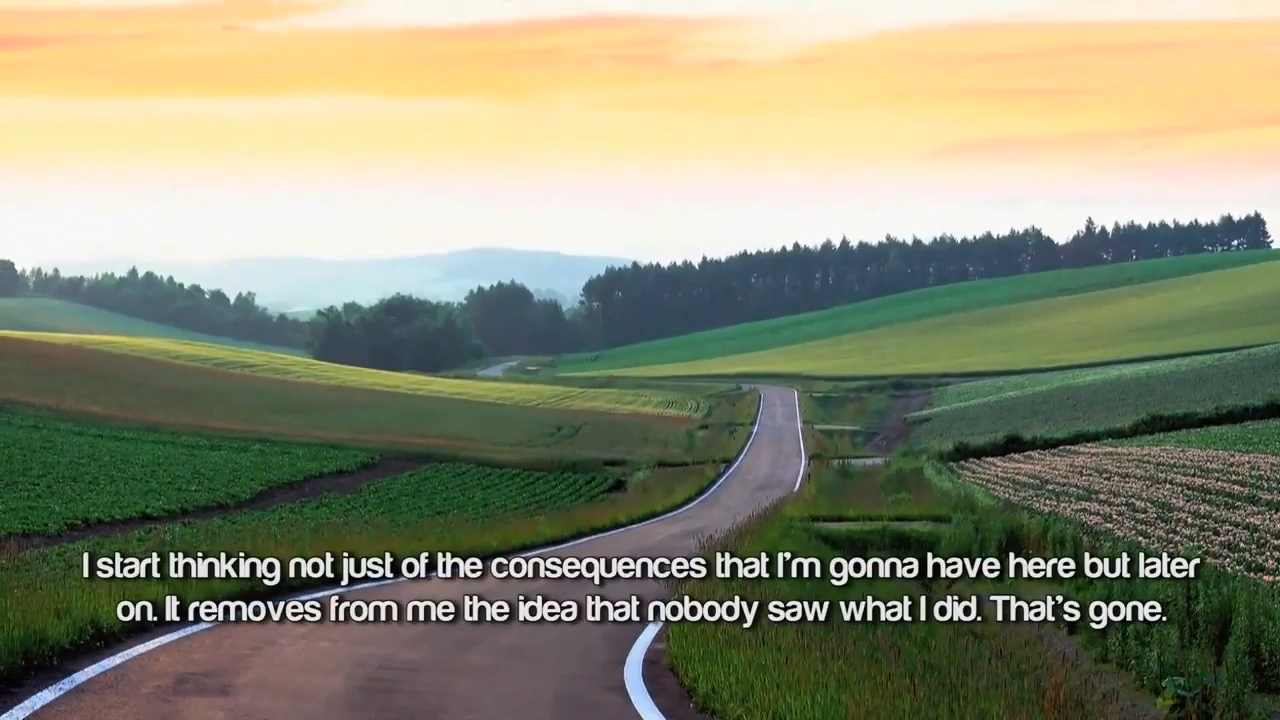 I start thinking not just of the consequences that I'm gonna have here but later
on. It removes from me the idea that nobody saw what I did. That's gone.